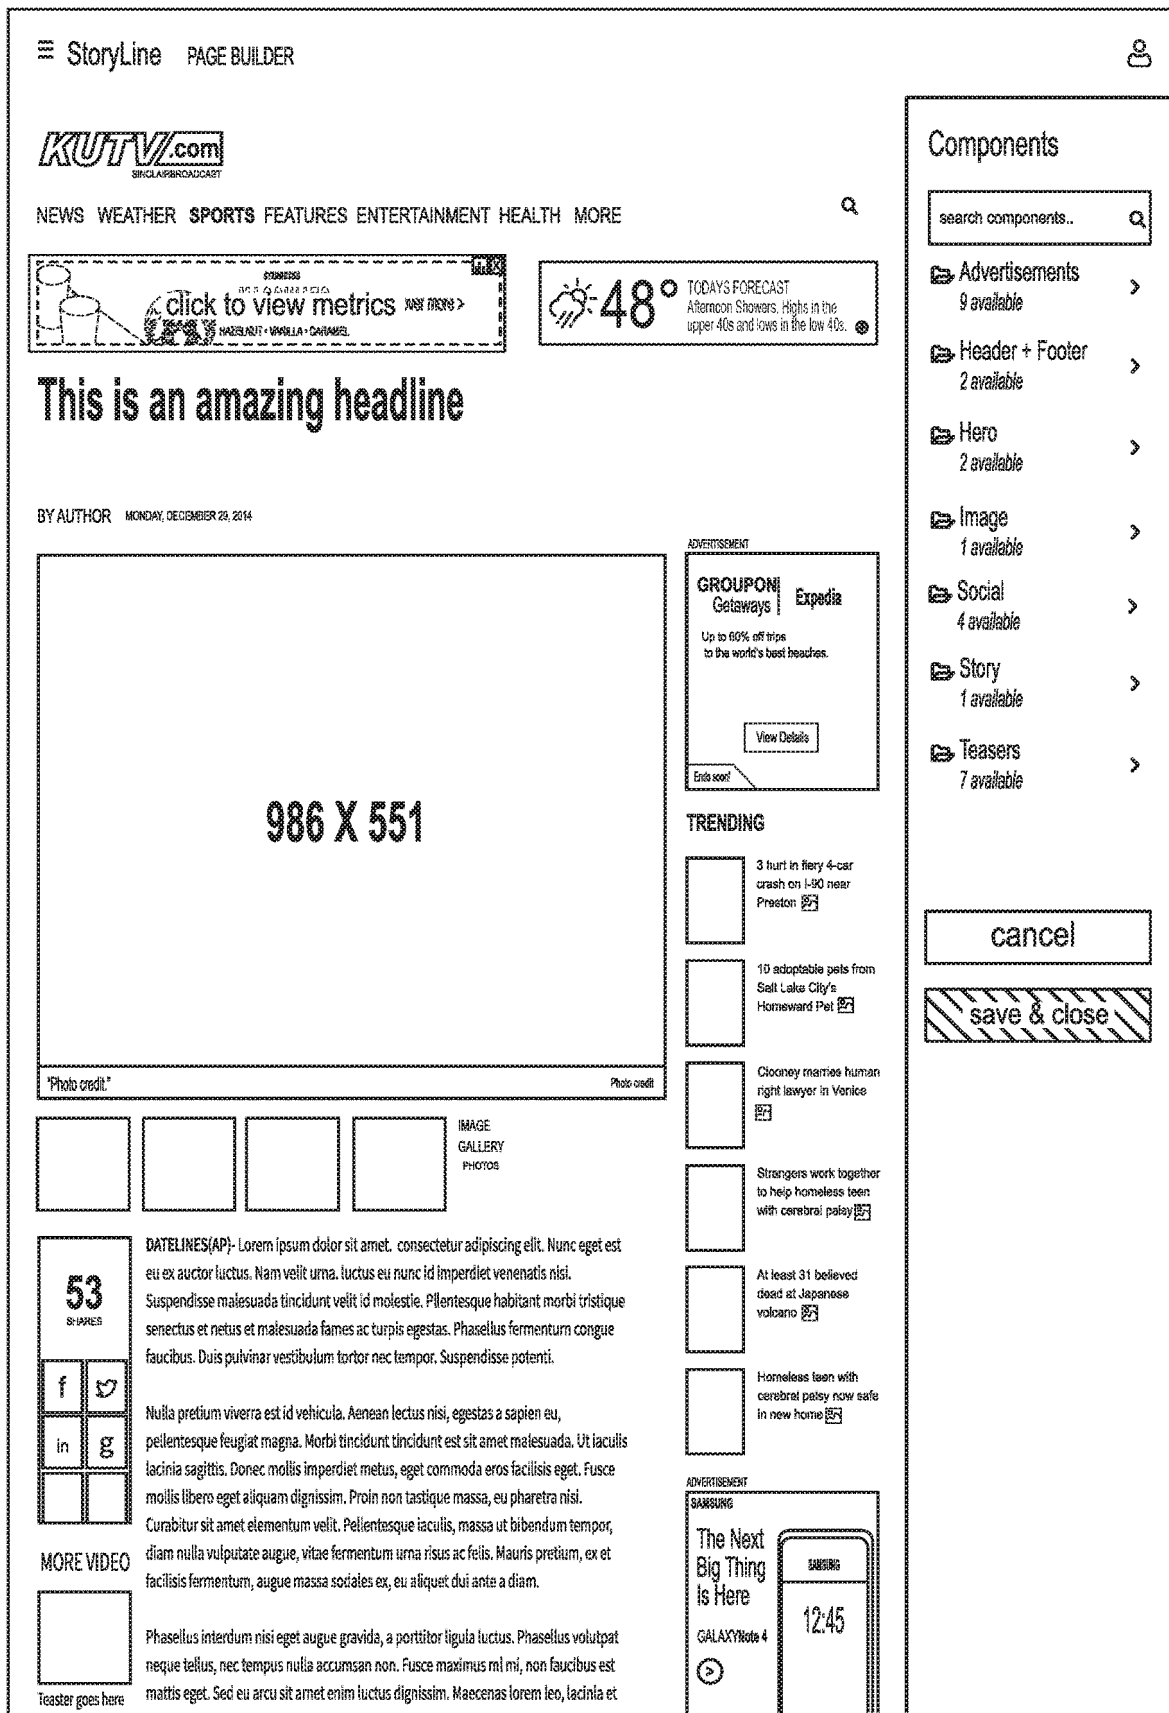 StoryLine PAGE BUILDER
KUTV.com
SINCLAIRBROADCAST
NEWS WEATHER SPORTS FEATURES ENTERTAINMENT HEALTH MORE
click to view metrics
HAZELNUT • VANILLA • CARAMEL
48° TODAYS FORECAST
Afternoon Showers. Highs in the
upper 40s and lows in the low 40s.
This is an amazing headline
BY AUTHOR MONDAY, DECEMBER 29, 2014
986 X 551
"Photo credit." Photo credit
IMAGE
GALLERY
PHOTOS
53
SHARES
f
in g
MORE VIDEO
Teaster goes here
DATELINES(AP)- Lorem ipsum dolor sit amet. consectetur adipiscing elit. Nunc eget est
eu ex auctor luctus. Nam velit urna. luctus eu nunc id imperdiet venenatis nisi.
Suspendisse malesuada tincidunt velit id molestie. Pllentesque habitant morbi tristique
senectus et netus et malesuada fames ac turpis egestas. Phasellus fermentum congue
faucibus. Duis pulvinar vestibulum tortor nec tempor. Suspendisse potenti.
Nulla pretium viverra est id vehicula. Aenean lectus nisi, egestas a sapien eu,
pellentesque feugiat magna. Morbi tincidunt tincidunt est sit amet malesuada. Ut iaculis
lacinia sagittis. Donec mollis imperdiet metus, eget commoda eros facilisis eget. Fusce
mollis libero eget aliquam dignissim. Proin non tastique massa, eu pharetra nisi.
Curabitur sit amet elementum velit. Pellentesque iaculis, massa ut bibendum tempor,
diam nulla vulputate augue, vitae fermentum urna risus ac felis. Mauris pretium, ex et
facilisis fermentum, augue massa sodales ex, eu aliquet dui ante a diam.
Phasellus interdum nisi eget augue gravida, a porttitor ligula luctus. Phasellus volutpat
neque tellus, nec tempus nulla accumsan non. Fusce maximus mi mi, non faucibus est
mattis eget. Sed eu arcu sit amet enim luctus dignissim. Maecenas lorem leo, lacinia et
ADVERTISEMENT
GROUPON Expedia
Getaways
Up to 60% off trips
to the world's best beaches.
View Details
Ends soon!
TRENDING
3 hurt in fiery 4-car
crash on I-90 near
Preston
10 adoptable pets from
Salt Lake City's
Homeward Pet
Clooney marries human
right lawyer in Venice
Strangers work together
to help homeless teen
with cerebral palsy
At least 31 believed
dead at Japanese
volcano
Homeless teen with
cerebral palsy now safe
in new home
ADVERTISEMENT
SAMSUNG
The Next
Big Thing
Is Here
GALAXYNote 4
SAMSUNG
12:45
Components
search components..
Advertisements
9 available
Header + Footer
2 available
Hero
2 available
Image
1 available
Social
4 available
Story
1 available
Teasers
7 available
cancel
save & close